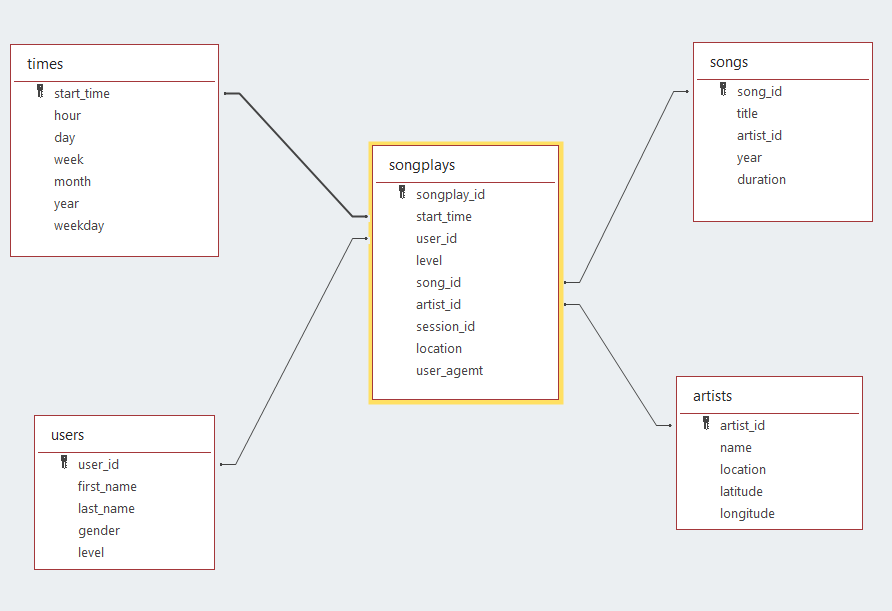 times
start_time
hour
day
week
month
year
weekday
songplays
songplay_id
start_time
user_id
level
song_id
artist_id
session_id
location
user_agemt
songs
song_id
title
artist_id
year
duration
users
user_id
first_name
last_name
gender
level
artists
artist_id
name
location
latitude
longitude